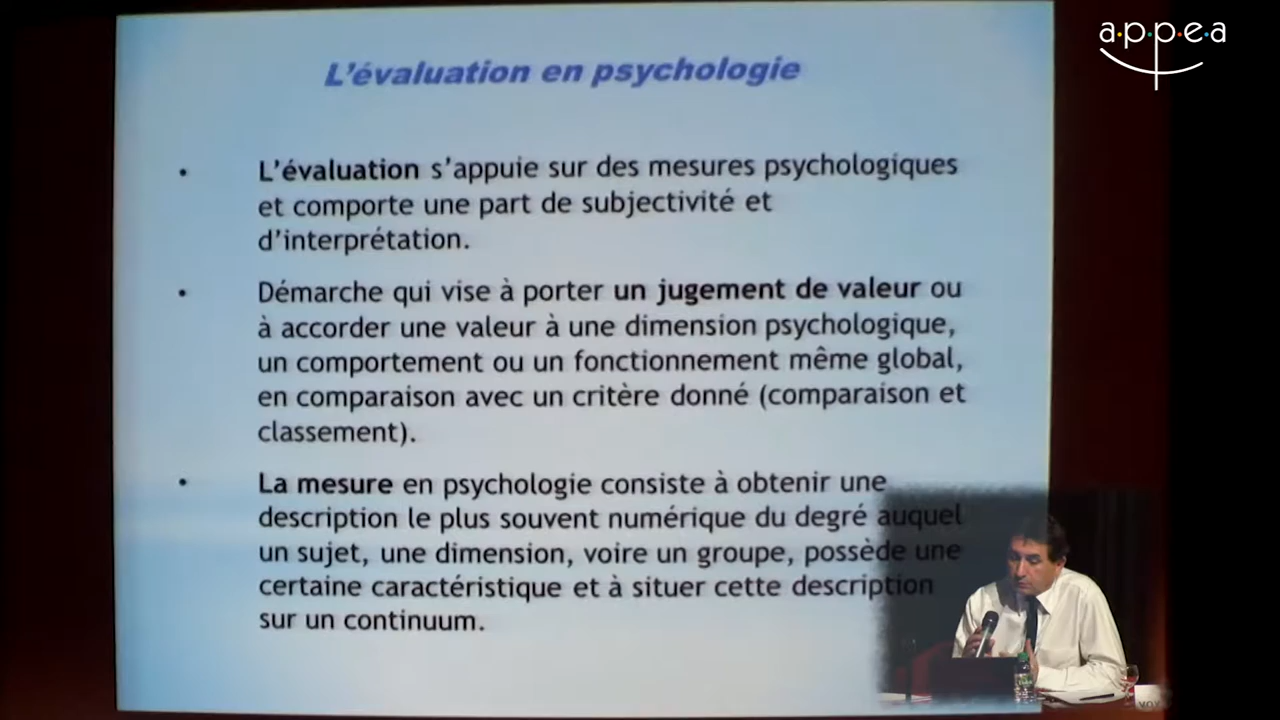 a·p·p·e·a
L'évaluation en psychologie
• L'évaluation s'appuie sur des mesures psychologiques
et comporte une part de subjectivité et
d'interprétation.
• Démarche qui vise à porter un jugement de valeur ou
à accorder une valeur à une dimension psychologique,
un comportement ou un fonctionnement même global,
en comparaison avec un critère donné (comparaison et
classement).
• La mesure en psychologie consiste à obtenir une
description le plus souvent numérique du degré auquel
un sujet, une dimension, voire un groupe, possède une
certaine caractéristique et à situer cette description
sur un continuum.
VOX